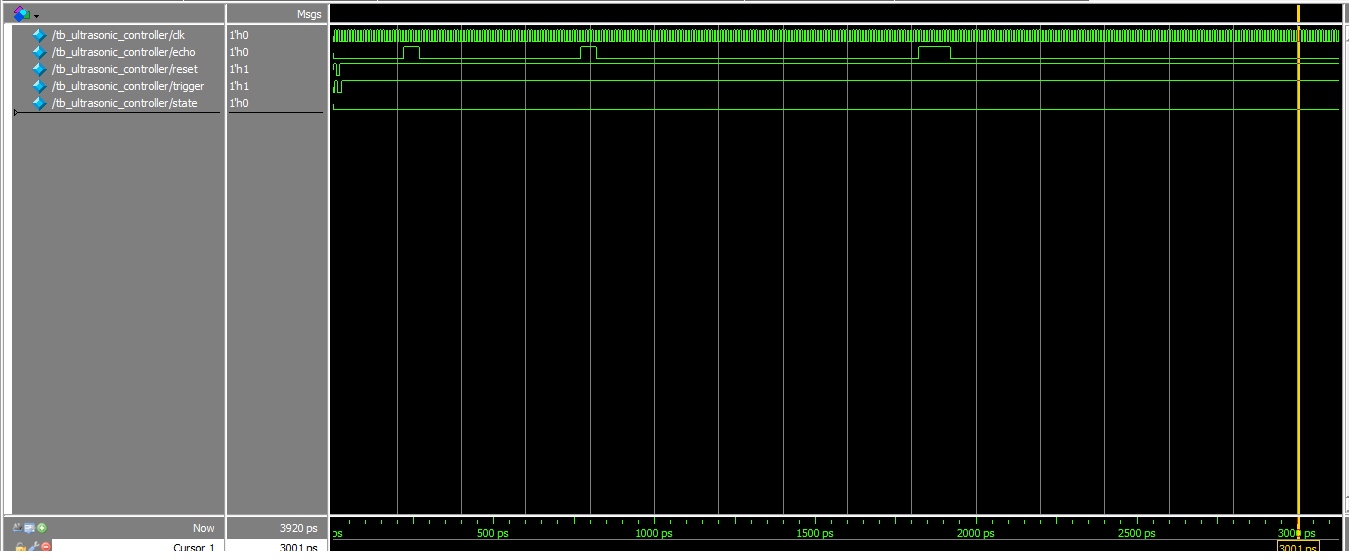 Msgs
/tb_ultrasonic_controller/clk 1'h0
/tb_ultrasonic_controller/echo 1'h0
/tb_ultrasonic_controller/reset 1'h1
/tb_ultrasonic_controller/trigger 1'h1
/tb_ultrasonic_controller/state 1'h0
Now 3920 ps ps 500 ps 1000 ps 1500 ps 2000 ps 2500 ps 3000 ps
Cursor 1 3001 ps 3001 ps